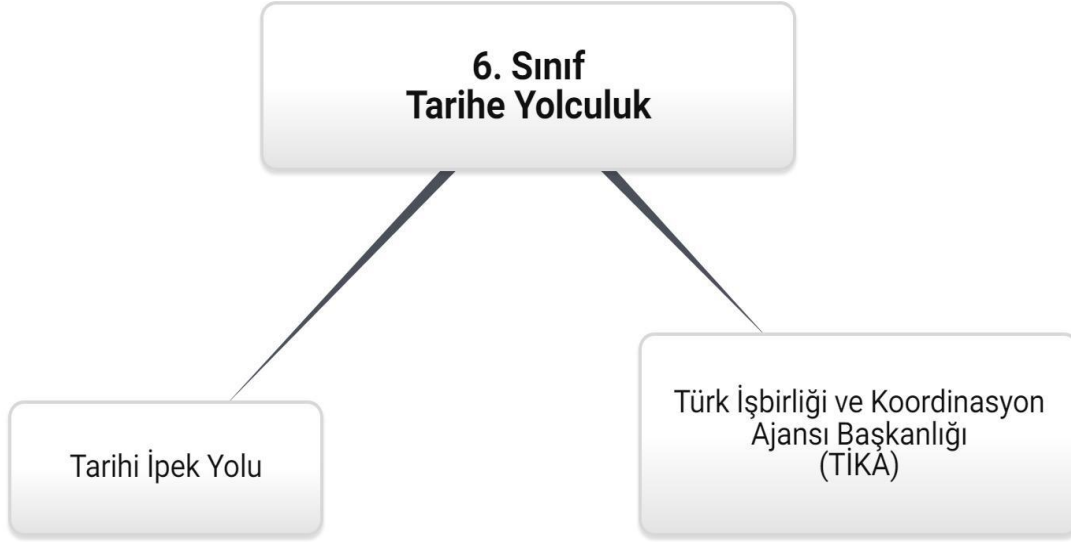 6. Sınıf
Tarihe Yolculuk
Tarihi İpek Yolu
Türk İşbirliği ve Koordinasyon
Ajansı Başkanlığı
(TİKA)